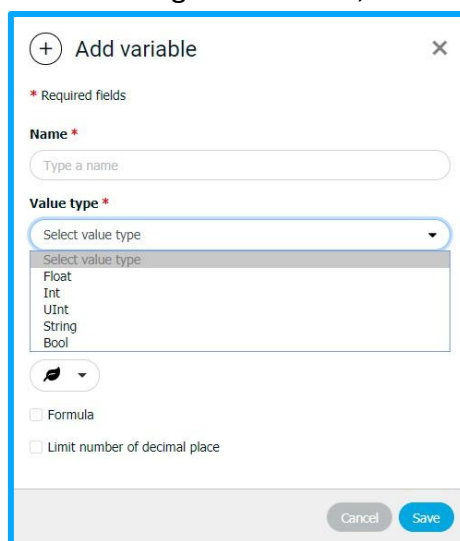 + Add variable ×
* Required fields
Name *
Type a name
Value type *
Select value type
Select value type
Float
Int
UInt
String
Bool
Formula
Limit number of decimal place
Cancel Save